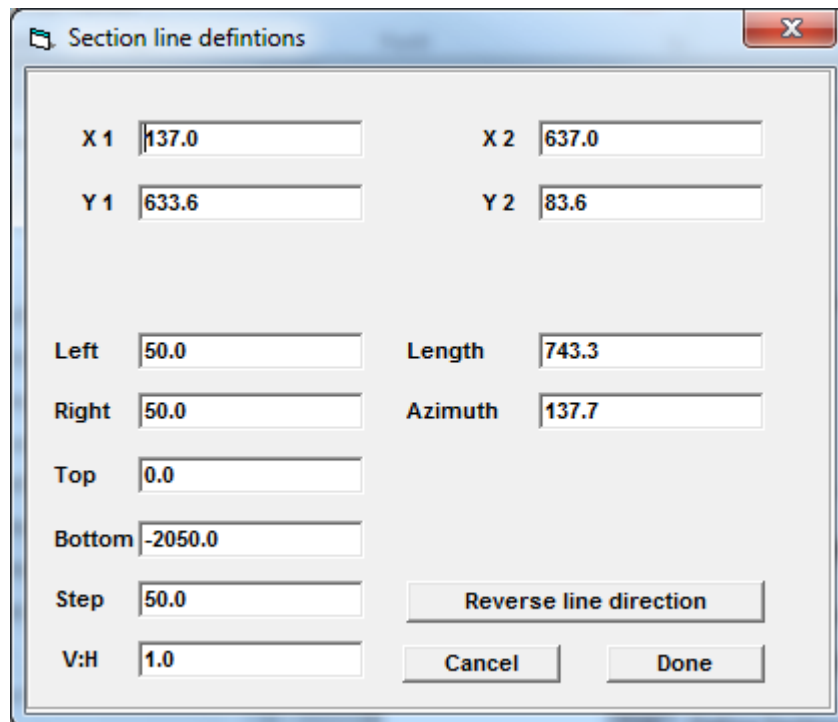 Section line defintions
X 1 137.0 X 2 637.0
Y 1 633.6 Y 2 83.6
Left 50.0 Length 743.3
Right 50.0 Azimuth 137.7
Top 0.0
Bottom -2050.0
Step 50.0 Reverse line direction
V:H 1.0 Cancel Done